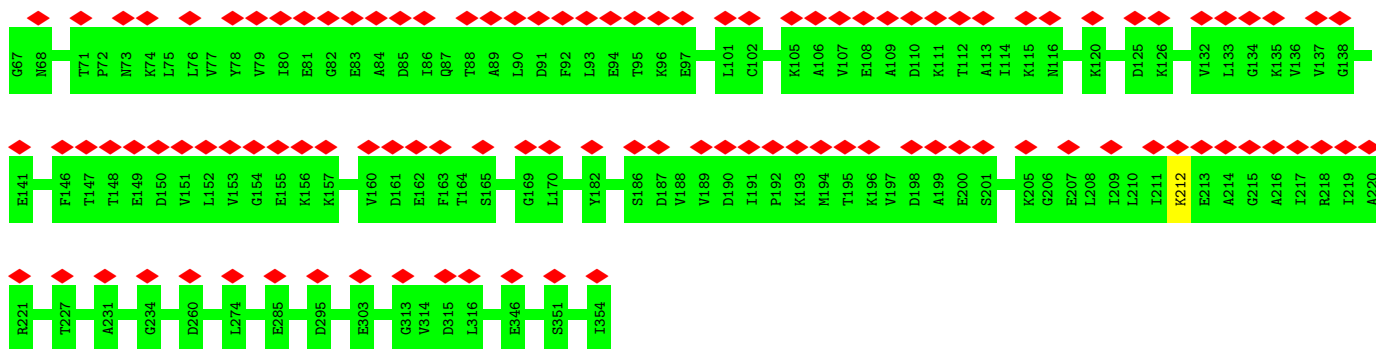 G67 N68 T71 P72 N73 K74 L75 L76 V77 Y78 V79 I80 E81 G82 E83 A84 D85 I86 Q87 T88 A89 L90 D91 F92 L93 E94 T95 K96 E97 L101 C102 K105 A106 V107 E108 A109 D110 K111 T112 A113 I114 K115 N116 K120 D125 K126 V132 L133 G134 K135 V136 V137 G138
E141 F146 T147 T148 E149 D150 V151 L152 V153 G154 E155 K156 K157 V160 D161 E162 F163 T164 S165 G169 L170 Y182 S186 D187 V188 V189 D190 I191 P192 K193 M194 T195 K196 V197 D198 A199 E200 S201 K205 G206 E207 L208 I209 L210 I211 K212 E213 A214 G215 A216 I217 R218 I219 A220
R221 T227 A231 G234 D260 L274 E285 D295 E303 G313 V314 D315 L316 E346 S351 I354